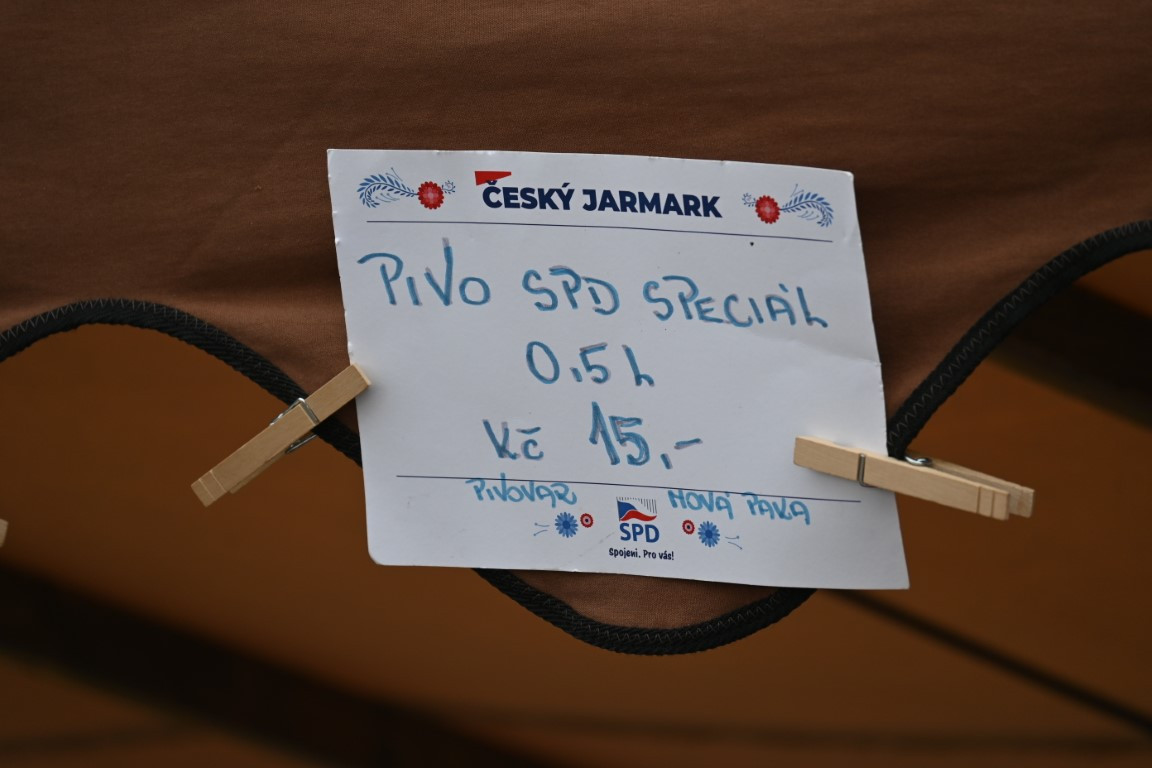 ČESKÝ JARMARK
PIVO SPD SPECIÁL
0,5 L
Kč 15,-
PIVOVAR NOVÁ PAKA
SPD
Spojeni. Pro vás!